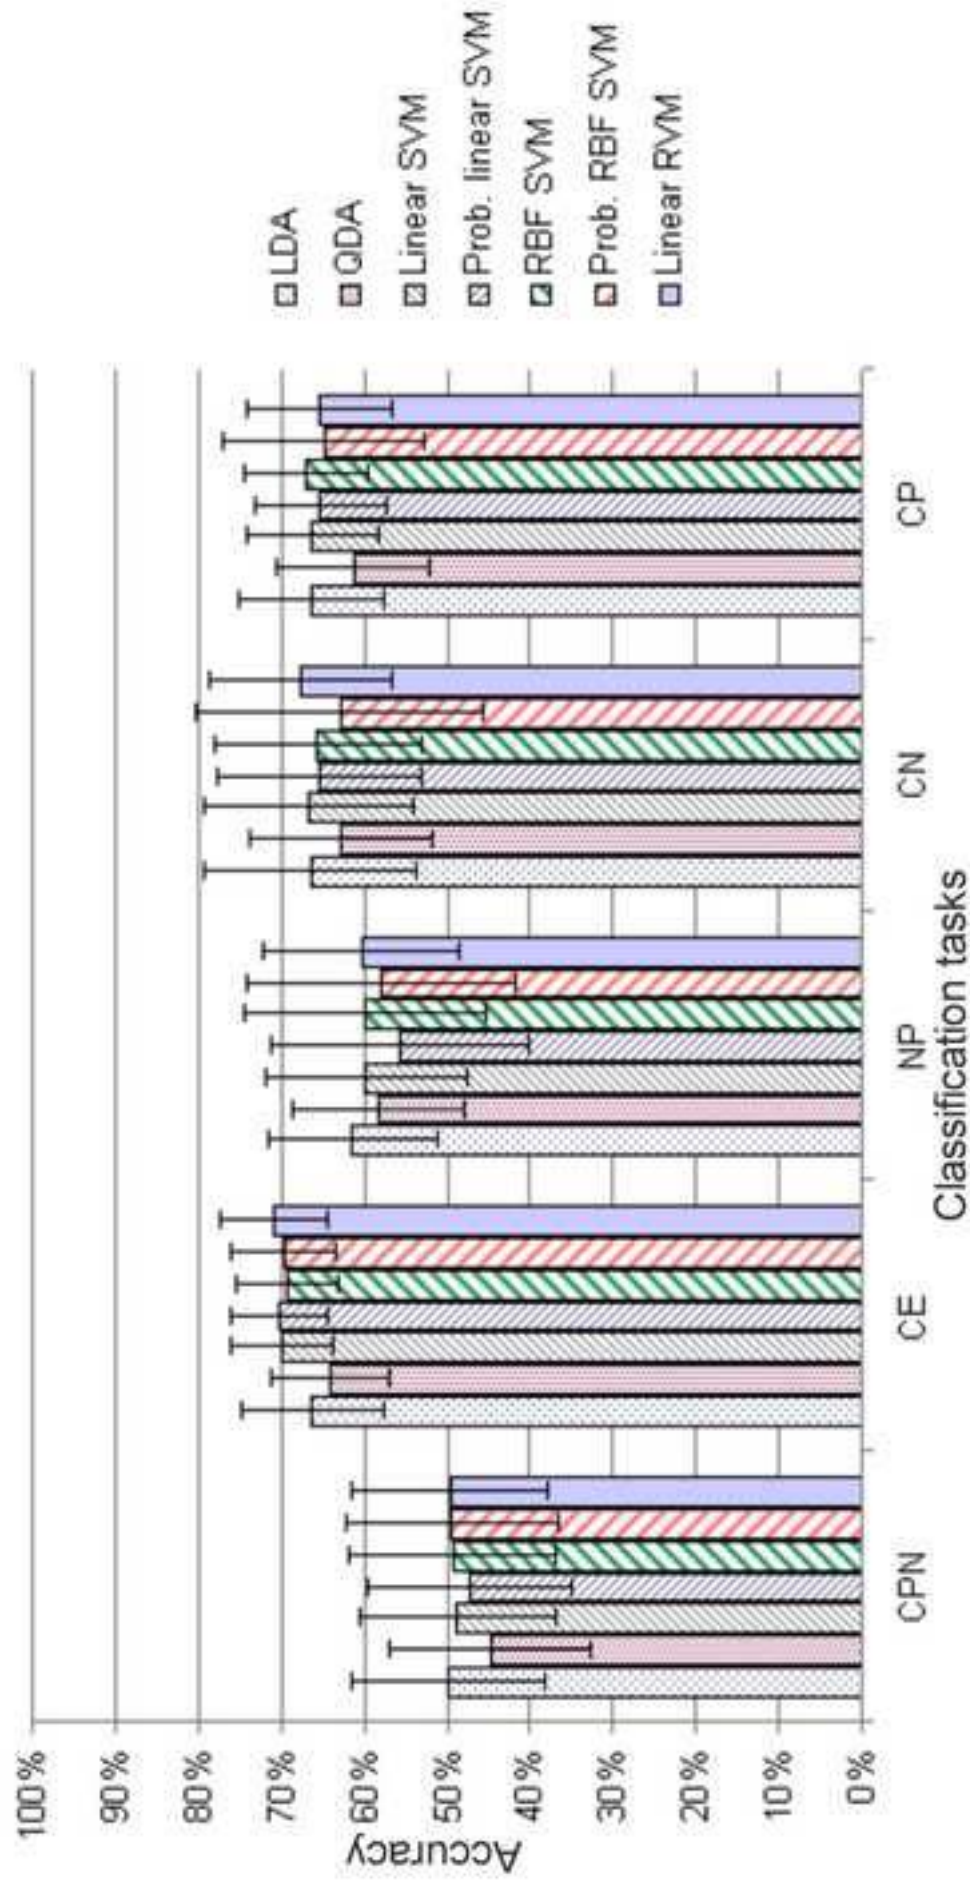 100%
90%
80%
70%
60%
50%
40%
30%
20%
10%
0%
Accuracy
CPN
CE
NP
CN
CP
Classification tasks
LDA
QDA
Linear SVM
Prob. linear SVM
RBF SVM
Prob. RBF SVM
Linear RVM